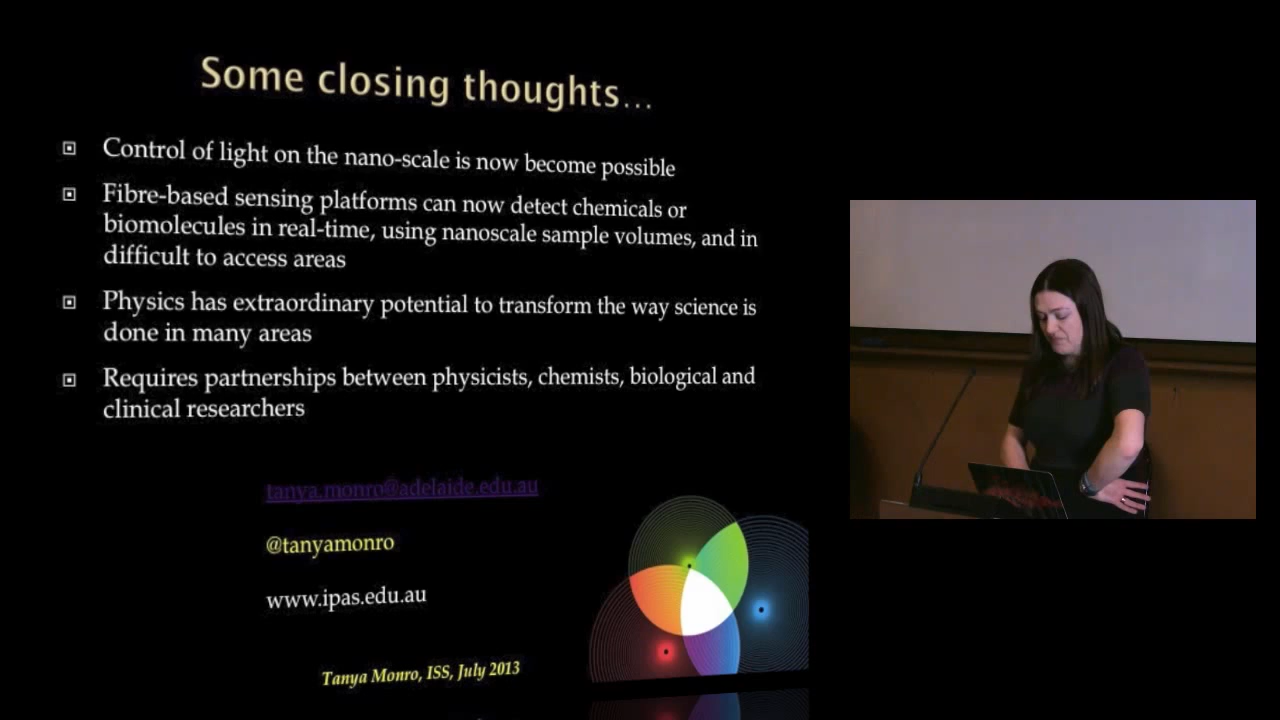 Some closing thoughts...
Control of light on the nano-scale is now become possible
Fibre-based sensing platforms can now detect chemicals or
biomolecules in real-time, using nanoscale sample volumes, and in
difficult to access areas
Physics has extraordinary potential to transform the way science is
done in many areas
Requires partnerships between physicists, chemists, biological and
clinical researchers
tanya.monro@adelaide.edu.au
@tanyamonro
www.ipas.edu.au
Tanya Monro, ISS, July 2013